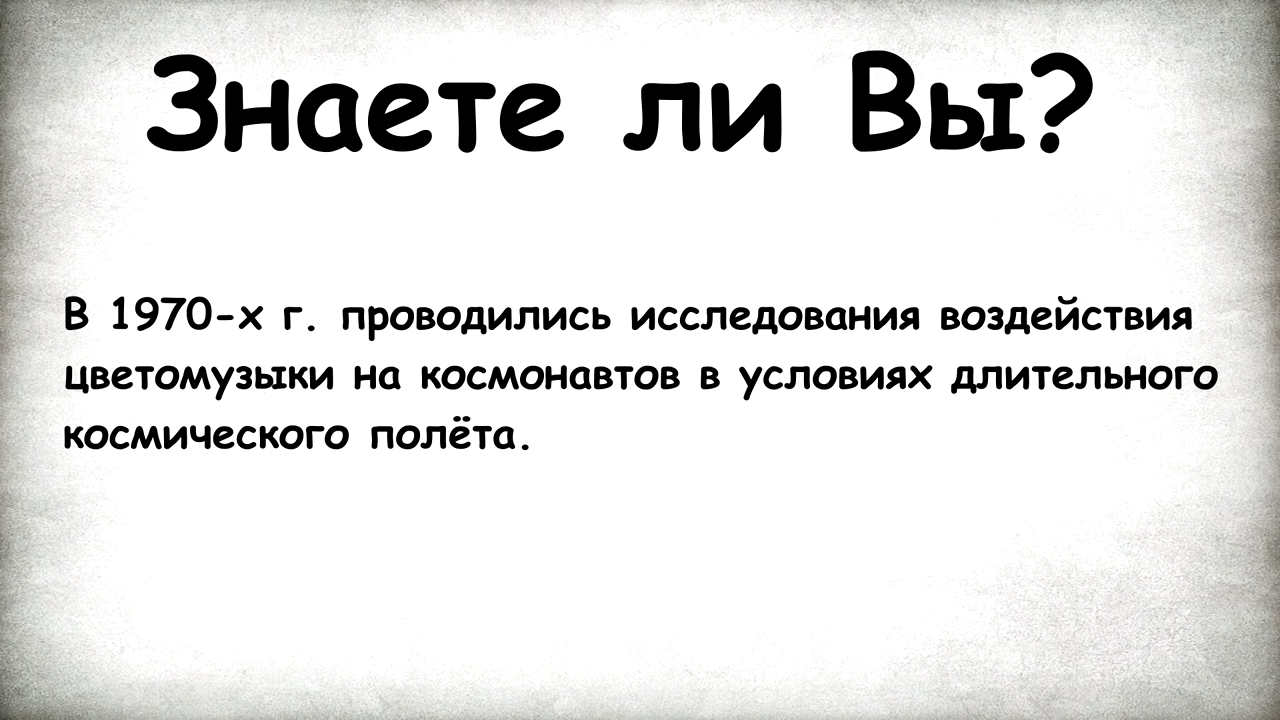 Знаете ли Вы?
В 1970-х г. проводились исследования воздействия
цветомузыки на космонавтов в условиях длительного
космического полёта.